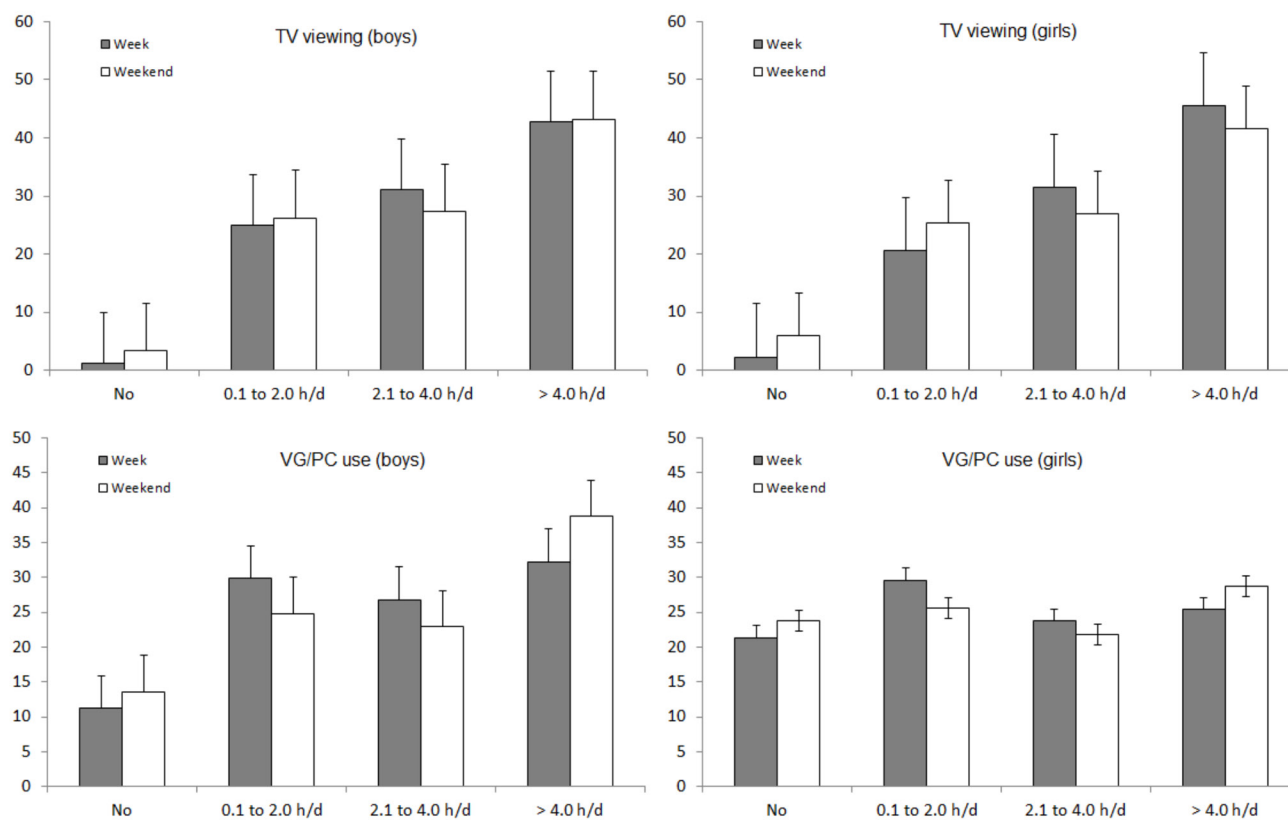 TV viewing (boys)
Week
Weekend
60
50
40
30
20
10
0
No
0.1 to 2.0 h/d
2.1 to 4.0 h/d
> 4.0 h/d
TV viewing (girls)
Week
Weekend
60
50
40
30
20
10
0
No
0.1 to 2.0 h/d
2.1 to 4.0 h/d
> 4.0 h/d
VG/PC use (boys)
Week
Weekend
50
45
40
35
30
25
20
15
10
5
0
No
0.1 to 2.0 h/d
2.1 to 4.0 h/d
> 4.0 h/d
VG/PC use (girls)
Week
Weekend
50
45
40
35
30
25
20
15
10
5
0
No
0.1 to 2.0 h/d
2.1 to 4.0 h/d
> 4.0 h/d